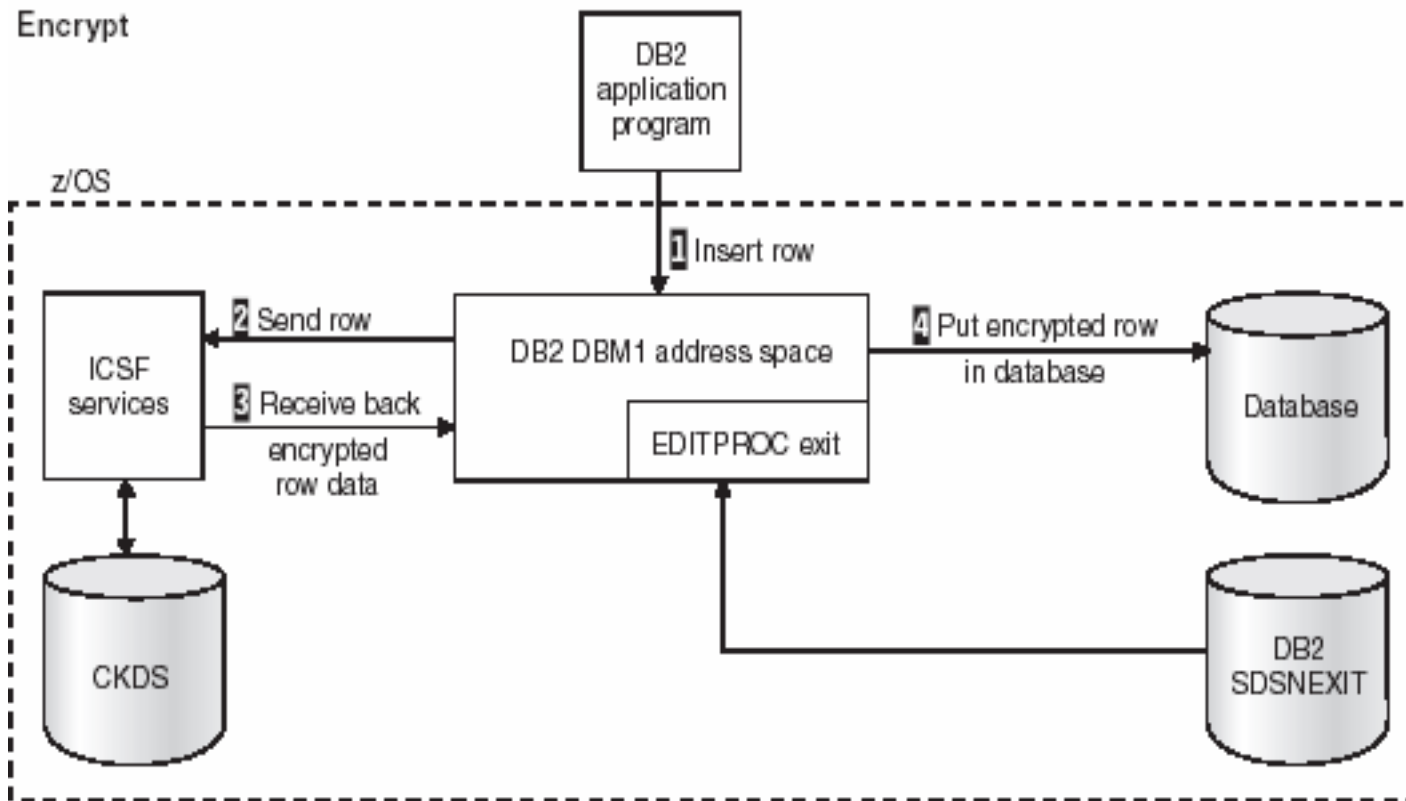 Encrypt
DB2
application
program
z/OS
1 Insert row
2 Send row
ICSF
services
3 Receive back
encrypted
row data
DB2 DBM1 address space
EDITPROC exit
4 Put encrypted row
in database
Database
CKDS
DB2
SDSNEXIT